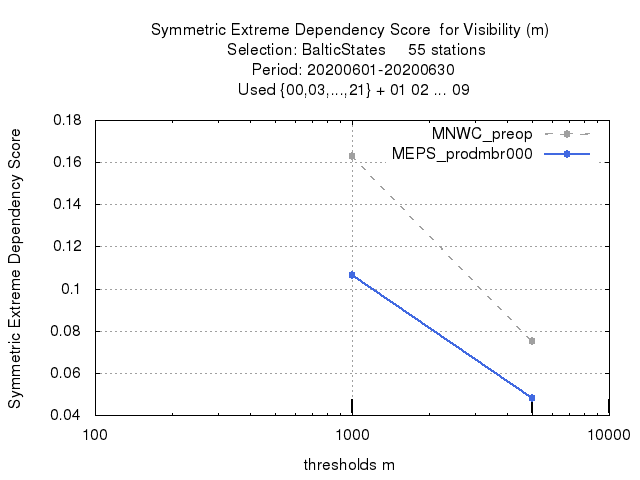 Symmetric Extreme Dependency Score for Visibility (m)
Selection: BalticStates 55 stations
Period: 20200601-20200630
Used {00,03,...,21} + 01 02 ... 09
MNWC_preop
MEPS_prodmbr000
Symmetric Extreme Dependency Score
0.18
0.16
0.14
0.12
0.1
0.08
0.06
0.04
100
1000
10000
thresholds m